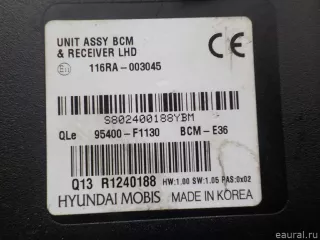 UNIT ASSY BCM
& RECEIVER LHD
CE
116RA-003045
S802400188YBM
QLe 95400-F1130 BCM-E36
Q13 R1240188 HW:1.00 SW:1.05 PAS:0x02
HYUNDAI MOBIS MADE IN KOREA
eaural.ru